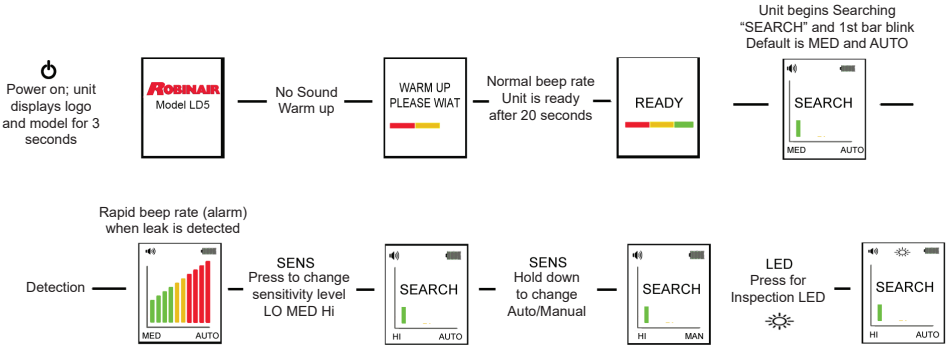 Power on; unit
displays logo
and model for 3
seconds
ROBINAIR
Model LD5
No Sound
Warm up
WARM UP
PLEASE WIAT
Normal beep rate
Unit is ready
after 20 seconds
READY
Unit begins Searching
“SEARCH” and 1st bar blink
Default is MED and AUTO
SEARCH
MED AUTO
Detection
Rapid beep rate (alarm)
when leak is detected
MED AUTO
SENS
Press to change
sensitivity level
LO MED Hi
SEARCH
HI AUTO
SENS
Hold down
to change
Auto/Manual
SEARCH
HI MAN
LED
Press for
Inspection LED
SEARCH
HI AUTO